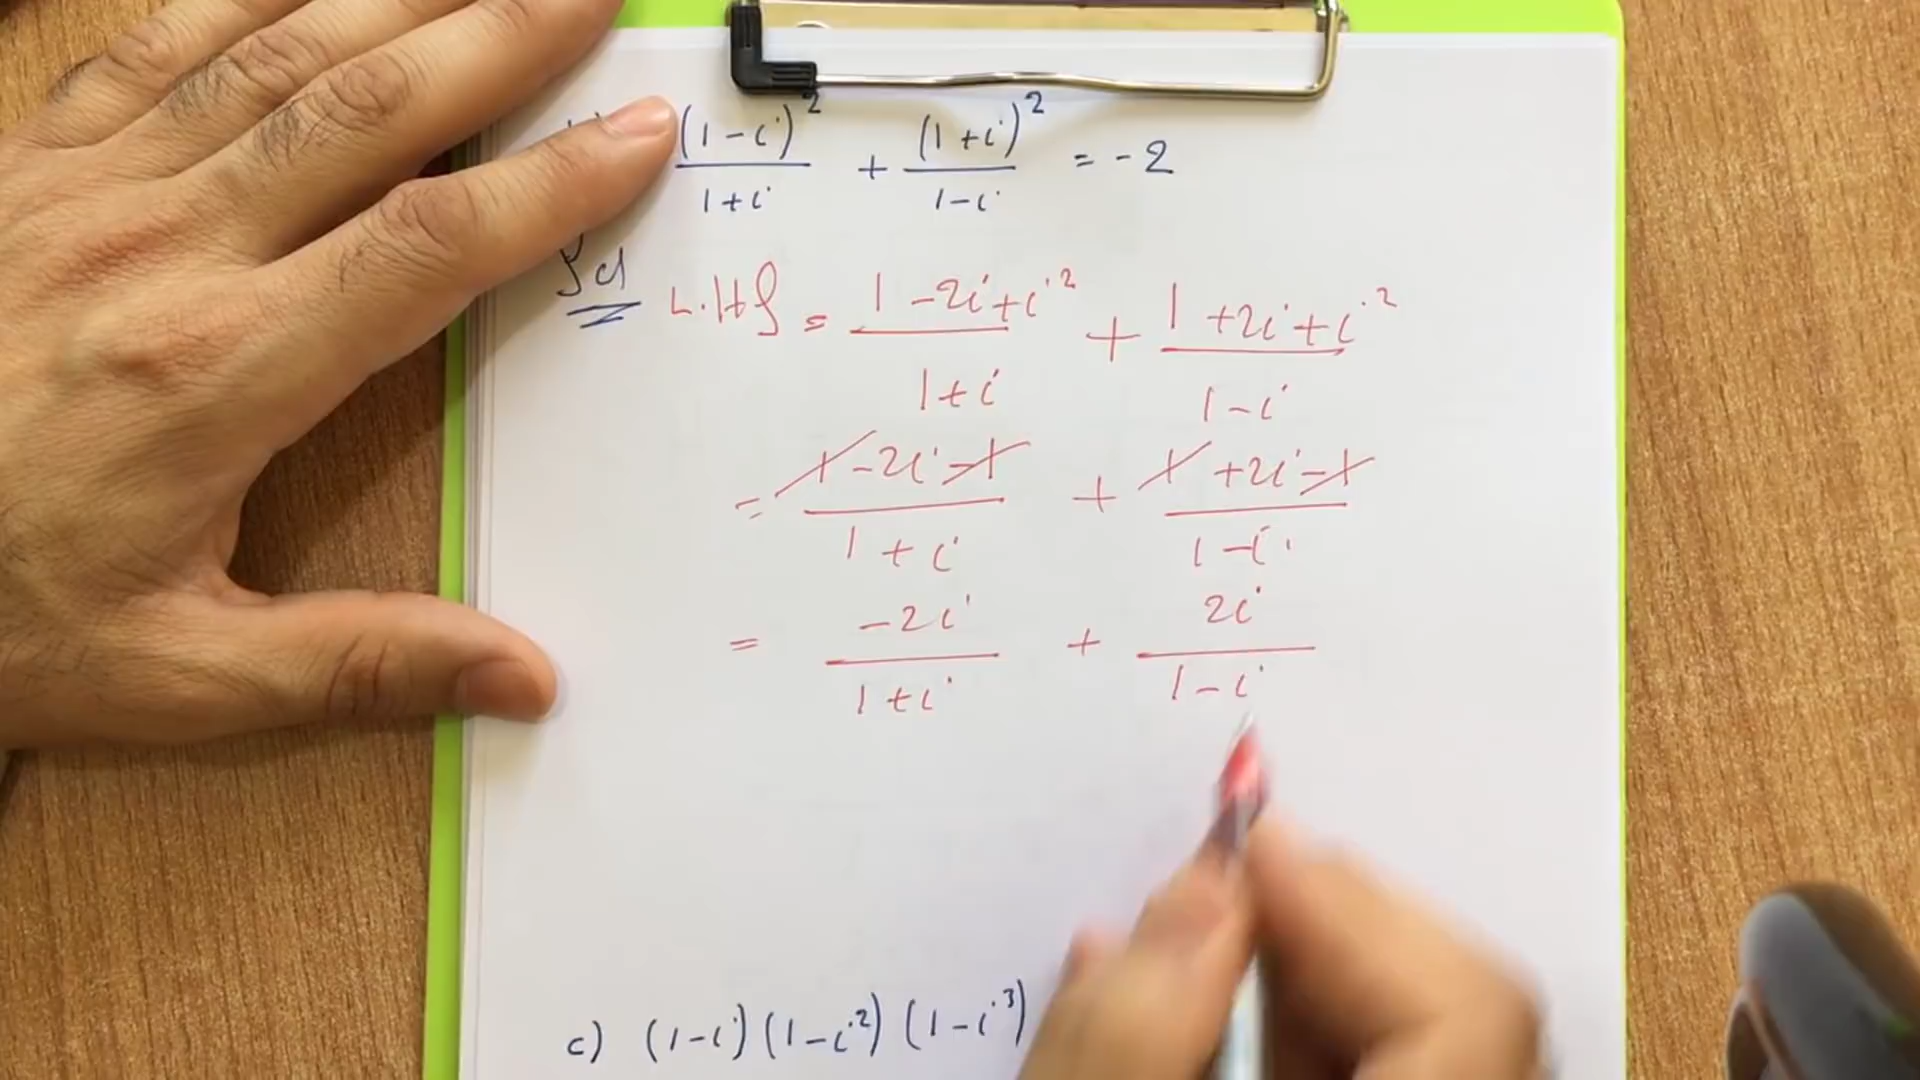 (1-i)²/1+i + (1+i)²/1-i = -2
Sol L.HS = 1-2i+i²/1+i + 1+2i+i²/1-i
= 1-2i-1/1+i + 1+2i-1/1-i
= -2i/1+i + 2i/1-i
c) (1-i)(1-i²)(1-i³)